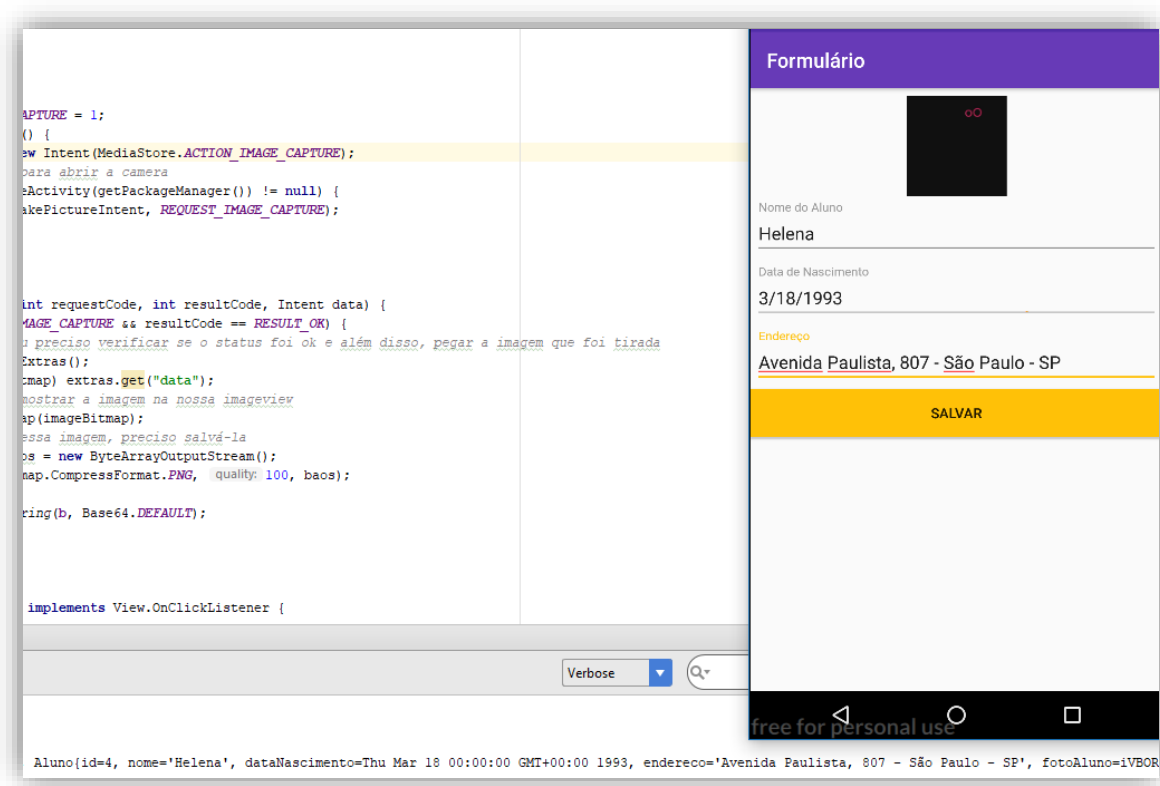 APTURE = 1;
() {
ew Intent(MediaStore.ACTION_IMAGE_CAPTURE);
para abrir a camera
eActivity(getPackageManager()) != null) {
akePictureIntent, REQUEST_IMAGE_CAPTURE);
int requestCode, int resultCode, Intent data) {
MAGE_CAPTURE && resultCode == RESULT_OK) {
u preciso verificar se o status foi ok e além disso, pegar a imagem que foi tirada
Extras();
tmap) extras.get("data");
mostrar a imagem na nossa imageview
ap(imageBitmap);
essa imagem, preciso salvá-la
os = new ByteArrayOutputStream();
map.CompressFormat.PNG, quality: 100, baos);
ring(b, Base64.DEFAULT);
implements View.OnClickListener {
Verbose
Formulário
Nome do Aluno
Helena
Data de Nascimento
3/18/1993
Endereço
Avenida Paulista, 807 - São Paulo - SP
SALVAR
free for personal use
Aluno{id=4, nome='Helena', dataNascimento=Thu Mar 18 00:00:00 GMT+00:00 1993, endereco='Avenida Paulista, 807 - São Paulo - SP', fotoAluno=iVBOR